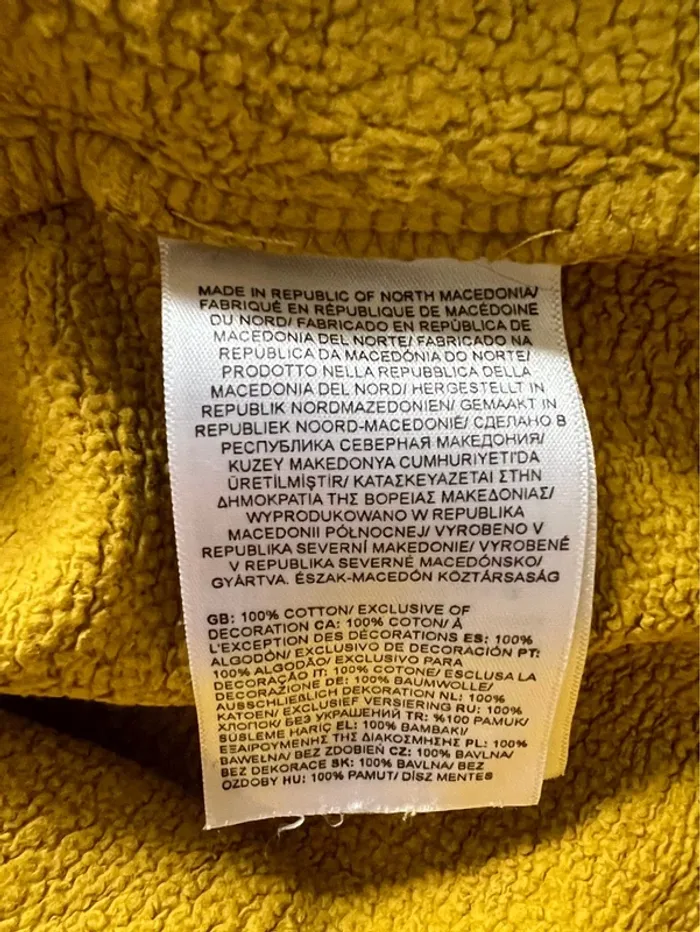 MADE IN REPUBLIC OF NORTH MACEDONIA/
FABRIQUÉ EN RÉPUBLIQUE DE MACÉDOINE
DU NORD/ FABRICADO EN REPÚBLICA DE
MACEDONIA DEL NORTE/ FABRICADO NA
REPÚBLICA DA MACEDÓNIA DO NORTE/
PRODOTTO NELLA REPUBBLICA DELLA
MACEDONIA DEL NORD/ HERGESTELLT IN
REPUBLIK NORDMAZEDONIEN/ GEMAAKT IN
REPUBLIEK NOORD-MACEDONIË/ СДЕЛАНО В
РЕСПУБЛИКА СЕВЕРНАЯ МАКЕДОНИЯ/
KUZEY MAKEDONYA CUMHURIYETI'DA
ÜRETİLMİŞTİR/ ΚΑΤΑΣΚΕΥΑΖΕΤΑΙ ΣΤΗΝ
ΔΗΜΟΚΡΑΤΙΑ ΤΗΣ ΒΟΡΕΙΑΣ ΜΑΚΕΔΟΝΙΑΣ/
WYPRODUKOWANO W REPUBLIKA
MACEDONII PÓŁNOCNEJ/ VYROBENO V
REPUBLIKA SEVERNÍ MAKEDONIE/ VYROBENÉ
V REPUBLIKA SEVERNÉ MACEDÓNSKO/
GYÁRTVA. ÉSZAK-MACEDÓN KÖZTÁRSASÁG
GB: 100% COTTON/ EXCLUSIVE OF
DECORATION CA: 100% COTON/ À
L'EXCEPTION DES DÉCORATIONS ES: 100%
ALGODÓN/ EXCLUSIVO DE DECORACIÓN PT:
100% ALGODÃO/ EXCLUSIVO PARA
DECORAÇÃO IT: 100% COTONE/ ESCLUSA LA
DECORAZIONE DE: 100% BAUMWOLLE/
AUSSCHLIEßLICH DEKORATION NL: 100%
KATOEN/ EXCLUSIEF VERSIERING RU: 100%
ХЛОПОК/ БЕЗ УКРАШЕНИЙ TR: %100 PAMUK/
SÜSLEME HARİÇ EL: 100% ΒΑΜΒΑΚΙ/
ΕΞΑΙΡΟΥΜΕΝΗΣ ΤΗΣ ΔΙΑΚΟΣΜΗΣΗΣ PL: 100%
BAWEŁNA/ BEZ ZDOBIEŃ CZ: 100% BAVLNA/
BEZ DEKORACE SK: 100% BAVLNA/ BEZ
OZDOBY HU: 100% PAMUT/ DÍSZ MENTES